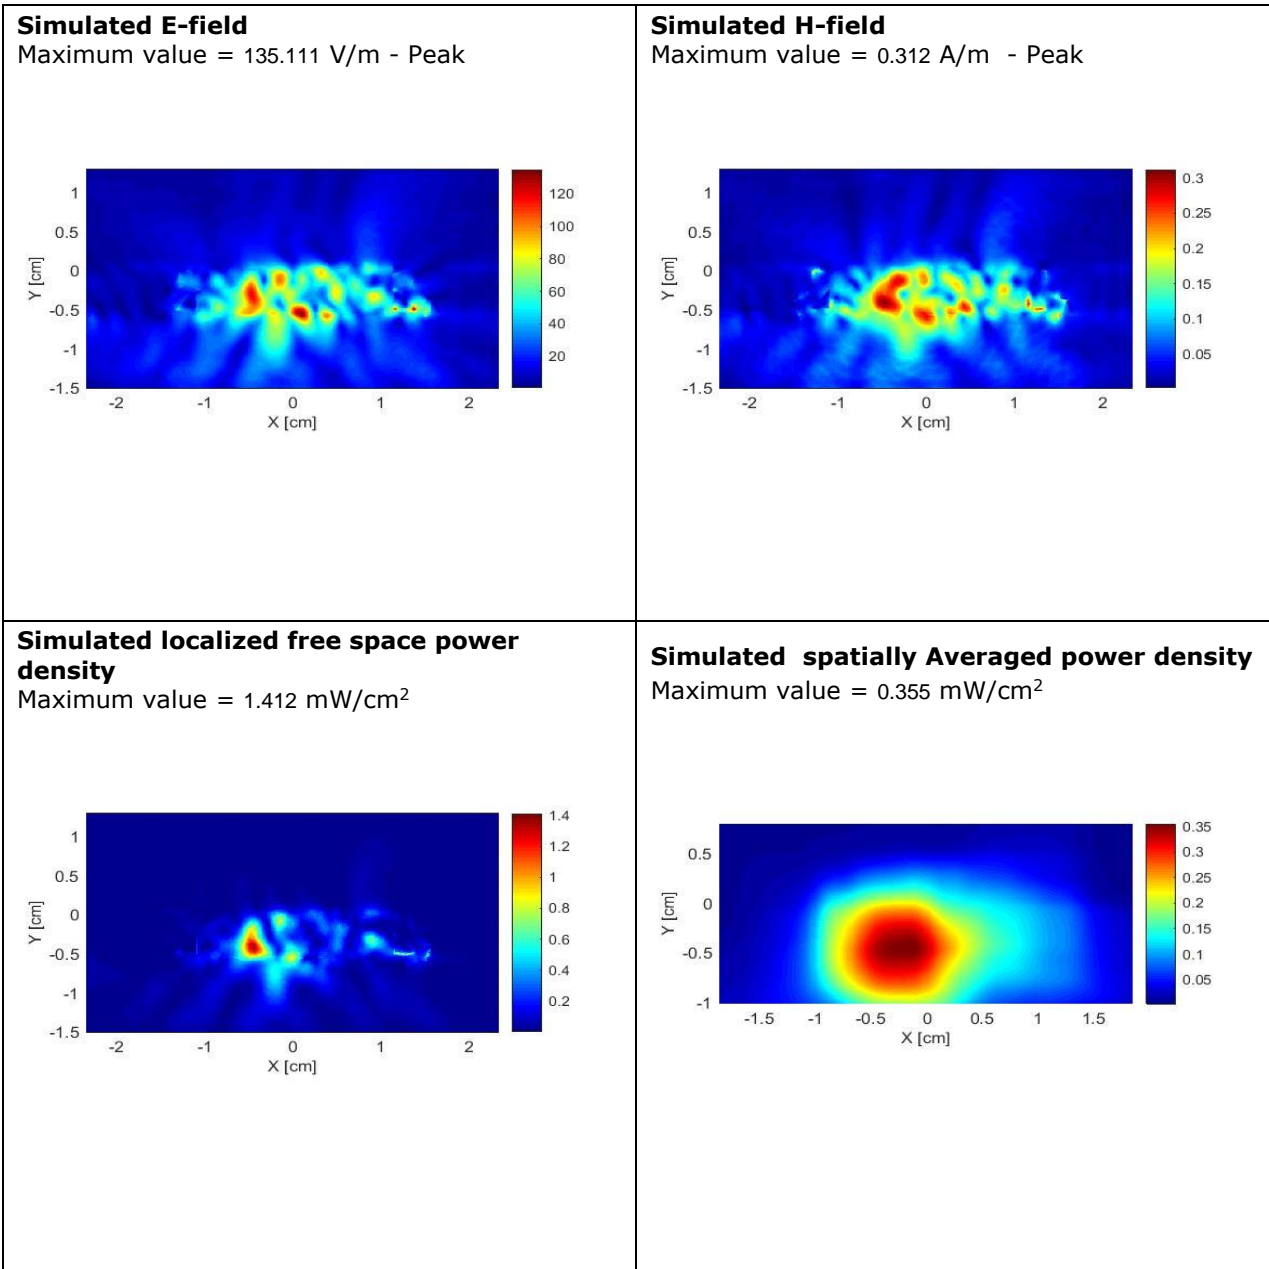 Simulated E-field
Maximum value = 135.111 V/m - Peak
120
100
80
60
40
20
1
0.5
0
-0.5
-1
-1.5
Y [cm]
-2 -1 0 1 2
X [cm]
Simulated H-field
Maximum value = 0.312 A/m - Peak
0.3
0.25
0.2
0.15
0.1
0.05
1
0.5
0
-0.5
-1
-1.5
Y [cm]
-2 -1 0 1 2
X [cm]
Simulated localized free space power
density
Maximum value = 1.412 mW/cm²
1.4
1.2
1
0.8
0.6
0.4
0.2
1
0.5
0
-0.5
-1
-1.5
Y [cm]
-2 -1 0 1 2
X [cm]
Simulated spatially Averaged power density
Maximum value = 0.355 mW/cm²
0.35
0.3
0.25
0.2
0.15
0.1
0.05
0.5
0
-0.5
-1
Y [cm]
-1.5 -1 -0.5 0 0.5 1 1.5
X [cm]